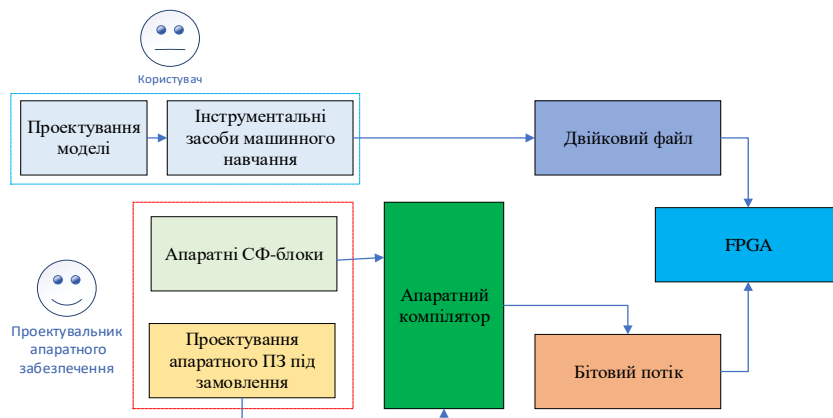 Користувач
Проектування
моделі
Інструментальні
засоби машинного
навчання
Двійковий файл
FPGA
Апаратні СФ-блоки
Апаратний
компілятор
Проектувальник
апаратного
забезпечення
Проектування
апаратного ПЗ під
замовлення
Бітовий потік